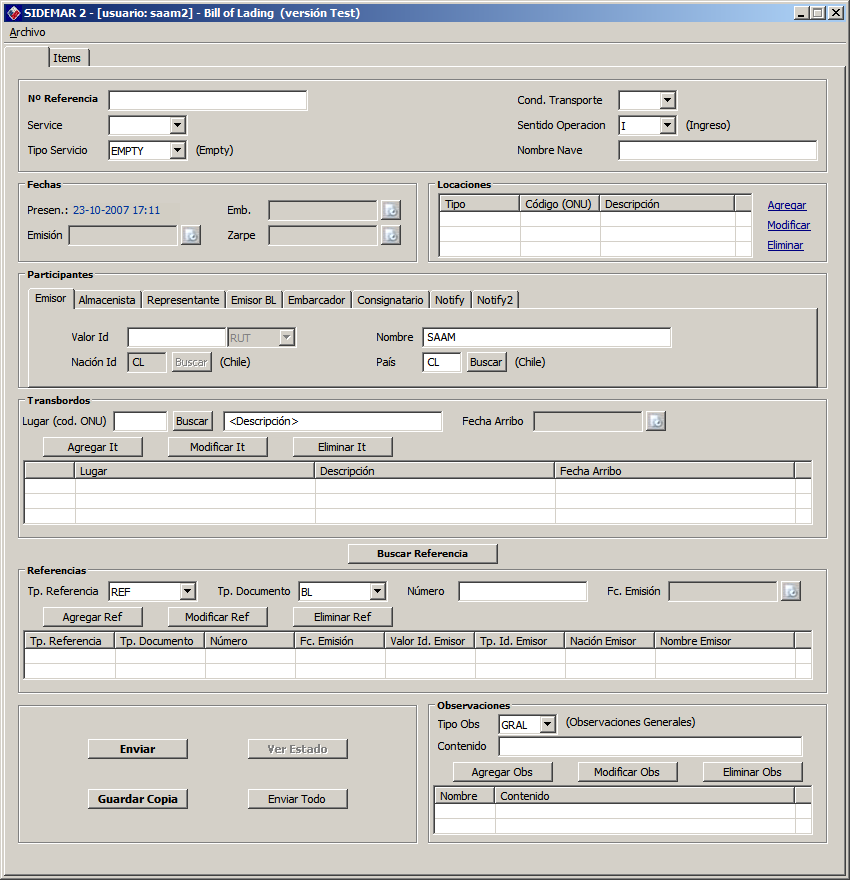 SIDEMAR 2 - [usuario: saam2] - Bill of Lading (versión Test)
Archivo
Items
Nº Referencia
Cond. Transporte
Service
Sentido Operacion I (Ingreso)
Tipo Servicio EMPTY (Empty)
Nombre Nave
Fechas
Presen.: 23-10-2007 17:11 Emb.
Emisión Zarpe
Locaciones
Tipo Código (ONU) Descripción
Agregar
Modificar
Eliminar
Participantes
Emisor Almacenista Representante Emisor BL Embarcador Consignatario Notify Notify2
Valor Id RUT Nombre SAAM
Nación Id CL Buscar (Chile) País CL Buscar (Chile)
Transbordos
Lugar (cod. ONU) Buscar <Descripción> Fecha Arribo
Agregar It Modificar It Eliminar It
Lugar Descripción Fecha Arribo
Buscar Referencia
Referencias
Tp. Referencia REF Tp. Documento BL Número Fc. Emisión
Agregar Ref Modificar Ref Eliminar Ref
Tp. Referencia Tp. Documento Número Fc. Emisión Valor Id. Emisor Tp. Id. Emisor Nación Emisor Nombre Emisor
Enviar Ver Estado
Guardar Copia Enviar Todo
Observaciones
Tipo Obs GRAL (Observaciones Generales)
Contenido
Agregar Obs Modificar Obs Eliminar Obs
Nombre Contenido